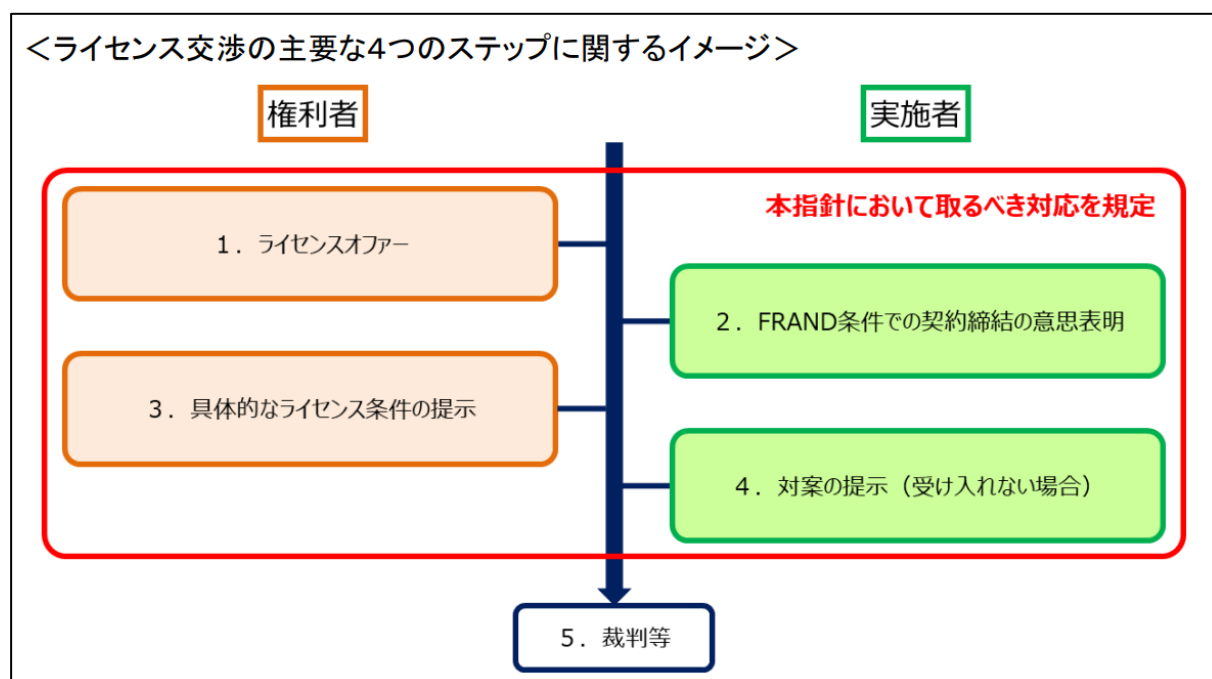 ＜ライセンス交渉の主要な４つのステップに関するイメージ＞
権利者
実施者
本指針において取るべき対応を規定
１．ライセンスオファー
２．FRAND条件での契約締結の意思表明
３．具体的なライセンス条件の提示
４．対案の提示（受け入れない場合）
５．裁判等